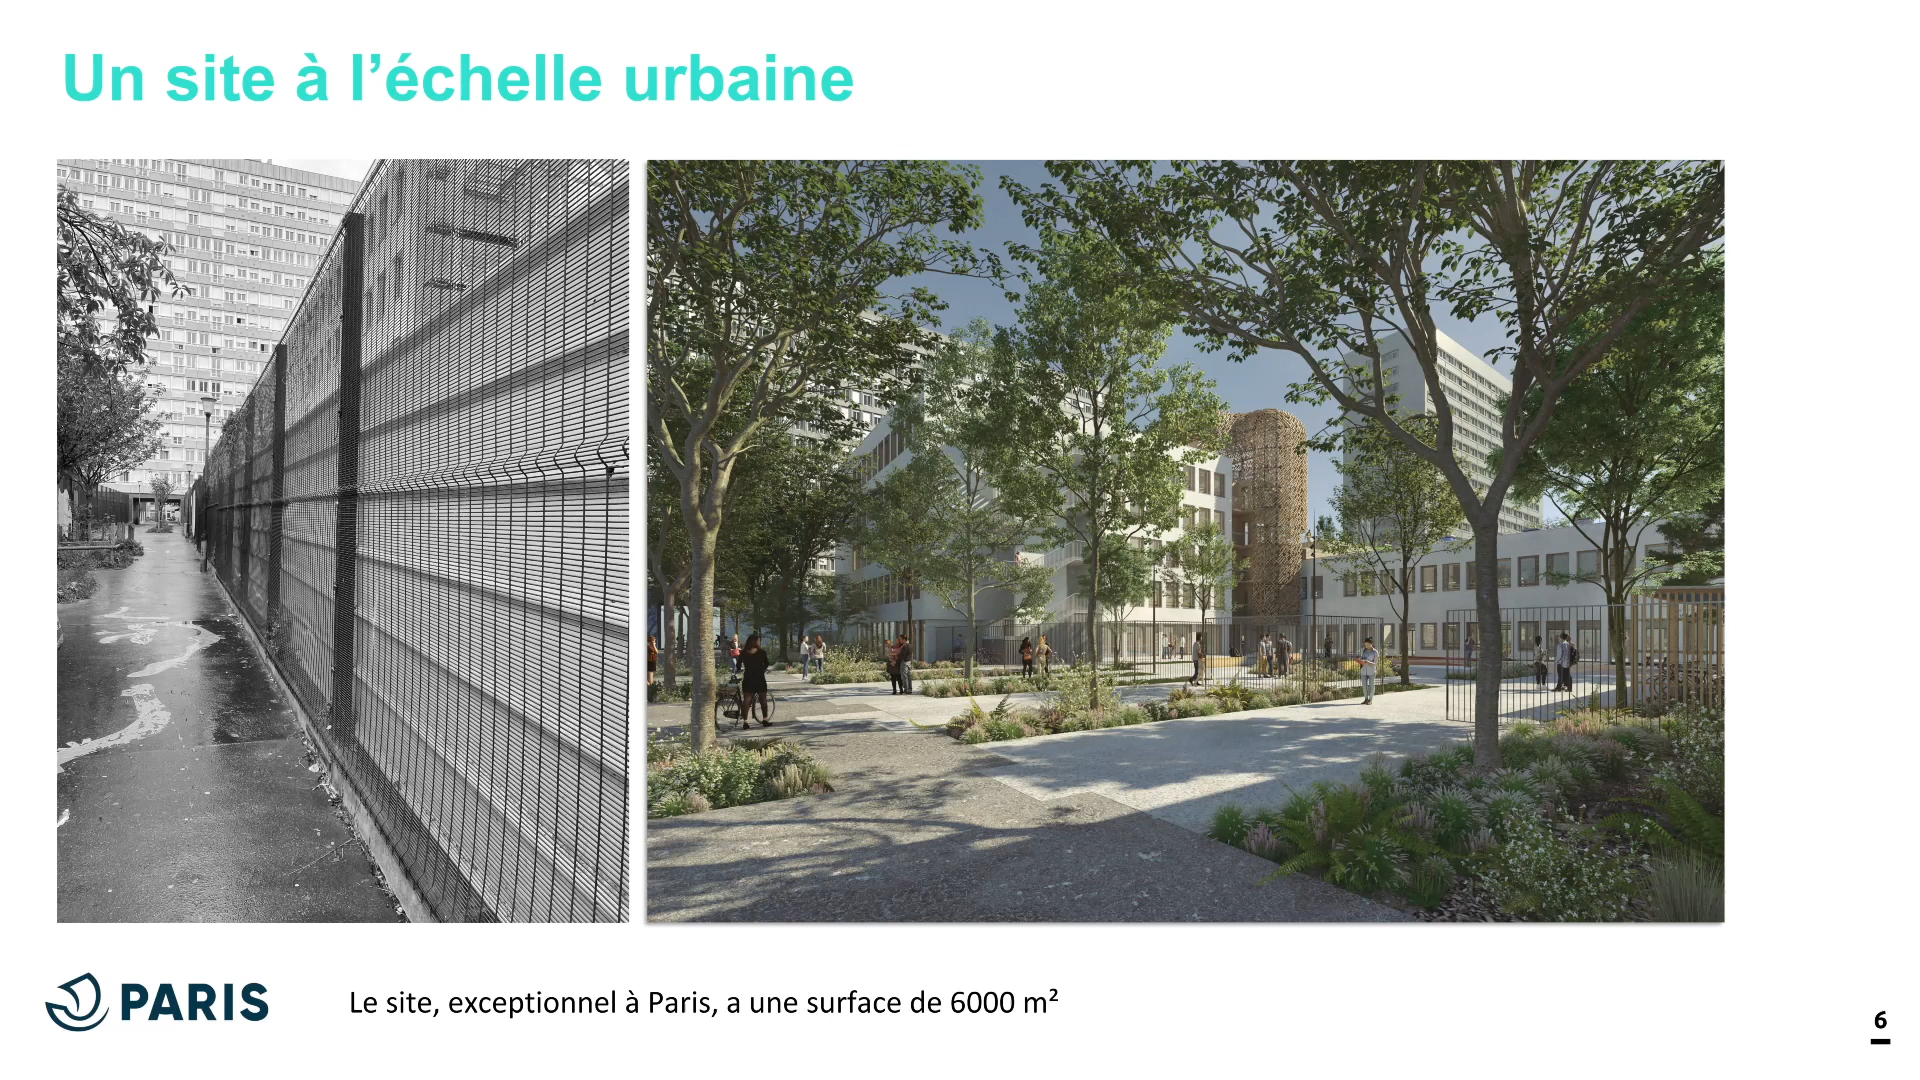 Un site à l’échelle urbaine
PARIS
Le site, exceptionnel à Paris, a une surface de 6000 m²
6